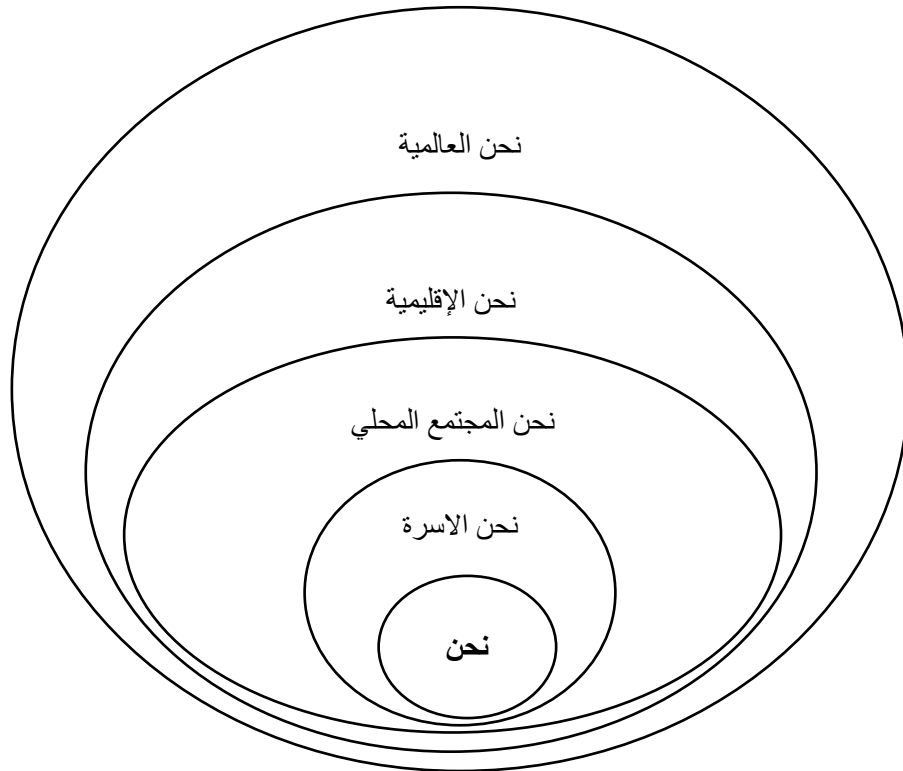 نحن العالمية
نحن الإقليمية
نحن المجتمع المحلي
نحن الاسرة
نحن